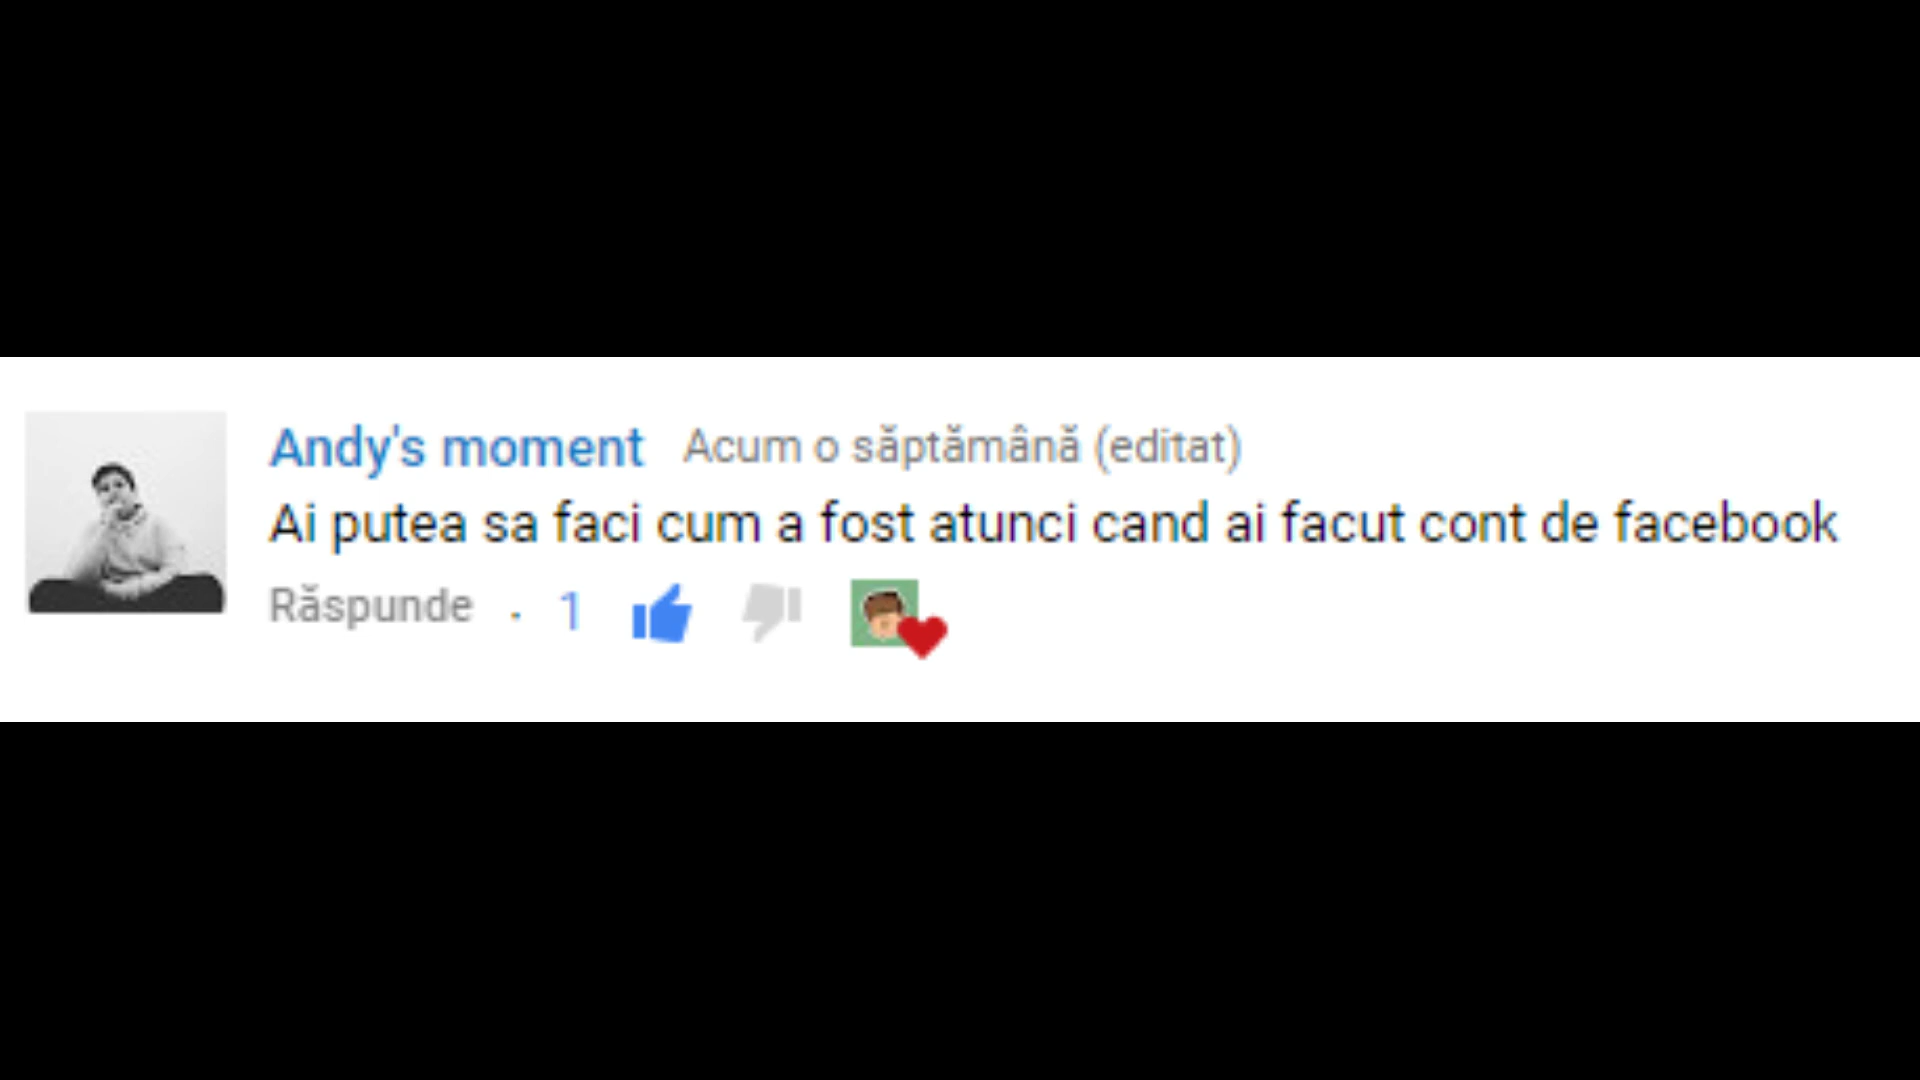 Andy's moment Acum o săptămână (editat)
Ai putea sa faci cum a fost atunci cand ai facut cont de facebook
Răspunde · 1